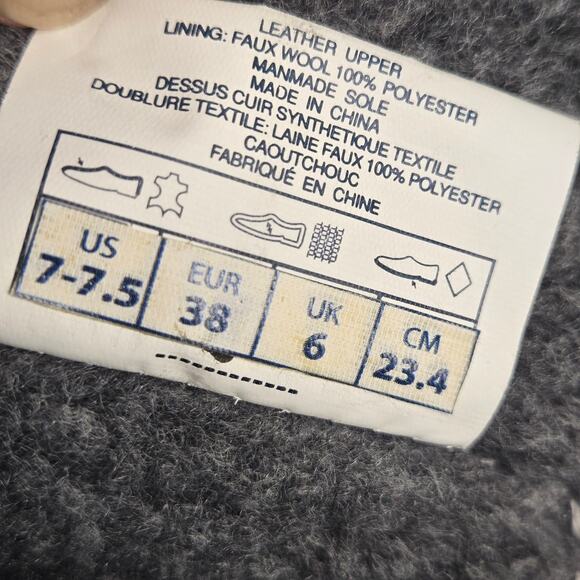 LEATHER UPPER
LINING: FAUX WOOL 100% POLYESTER
MANMADE SOLE
MADE IN CHINA
DESSUS CUIR SYNTHETIQUE TEXTILE
DOUBLURE TEXTILE: LAINE FAUX 100% POLYESTER
CAOUTCHOUC
FABRIQUÉ EN CHINE
US EUR UK CM
7-7.5 38 6 23.4